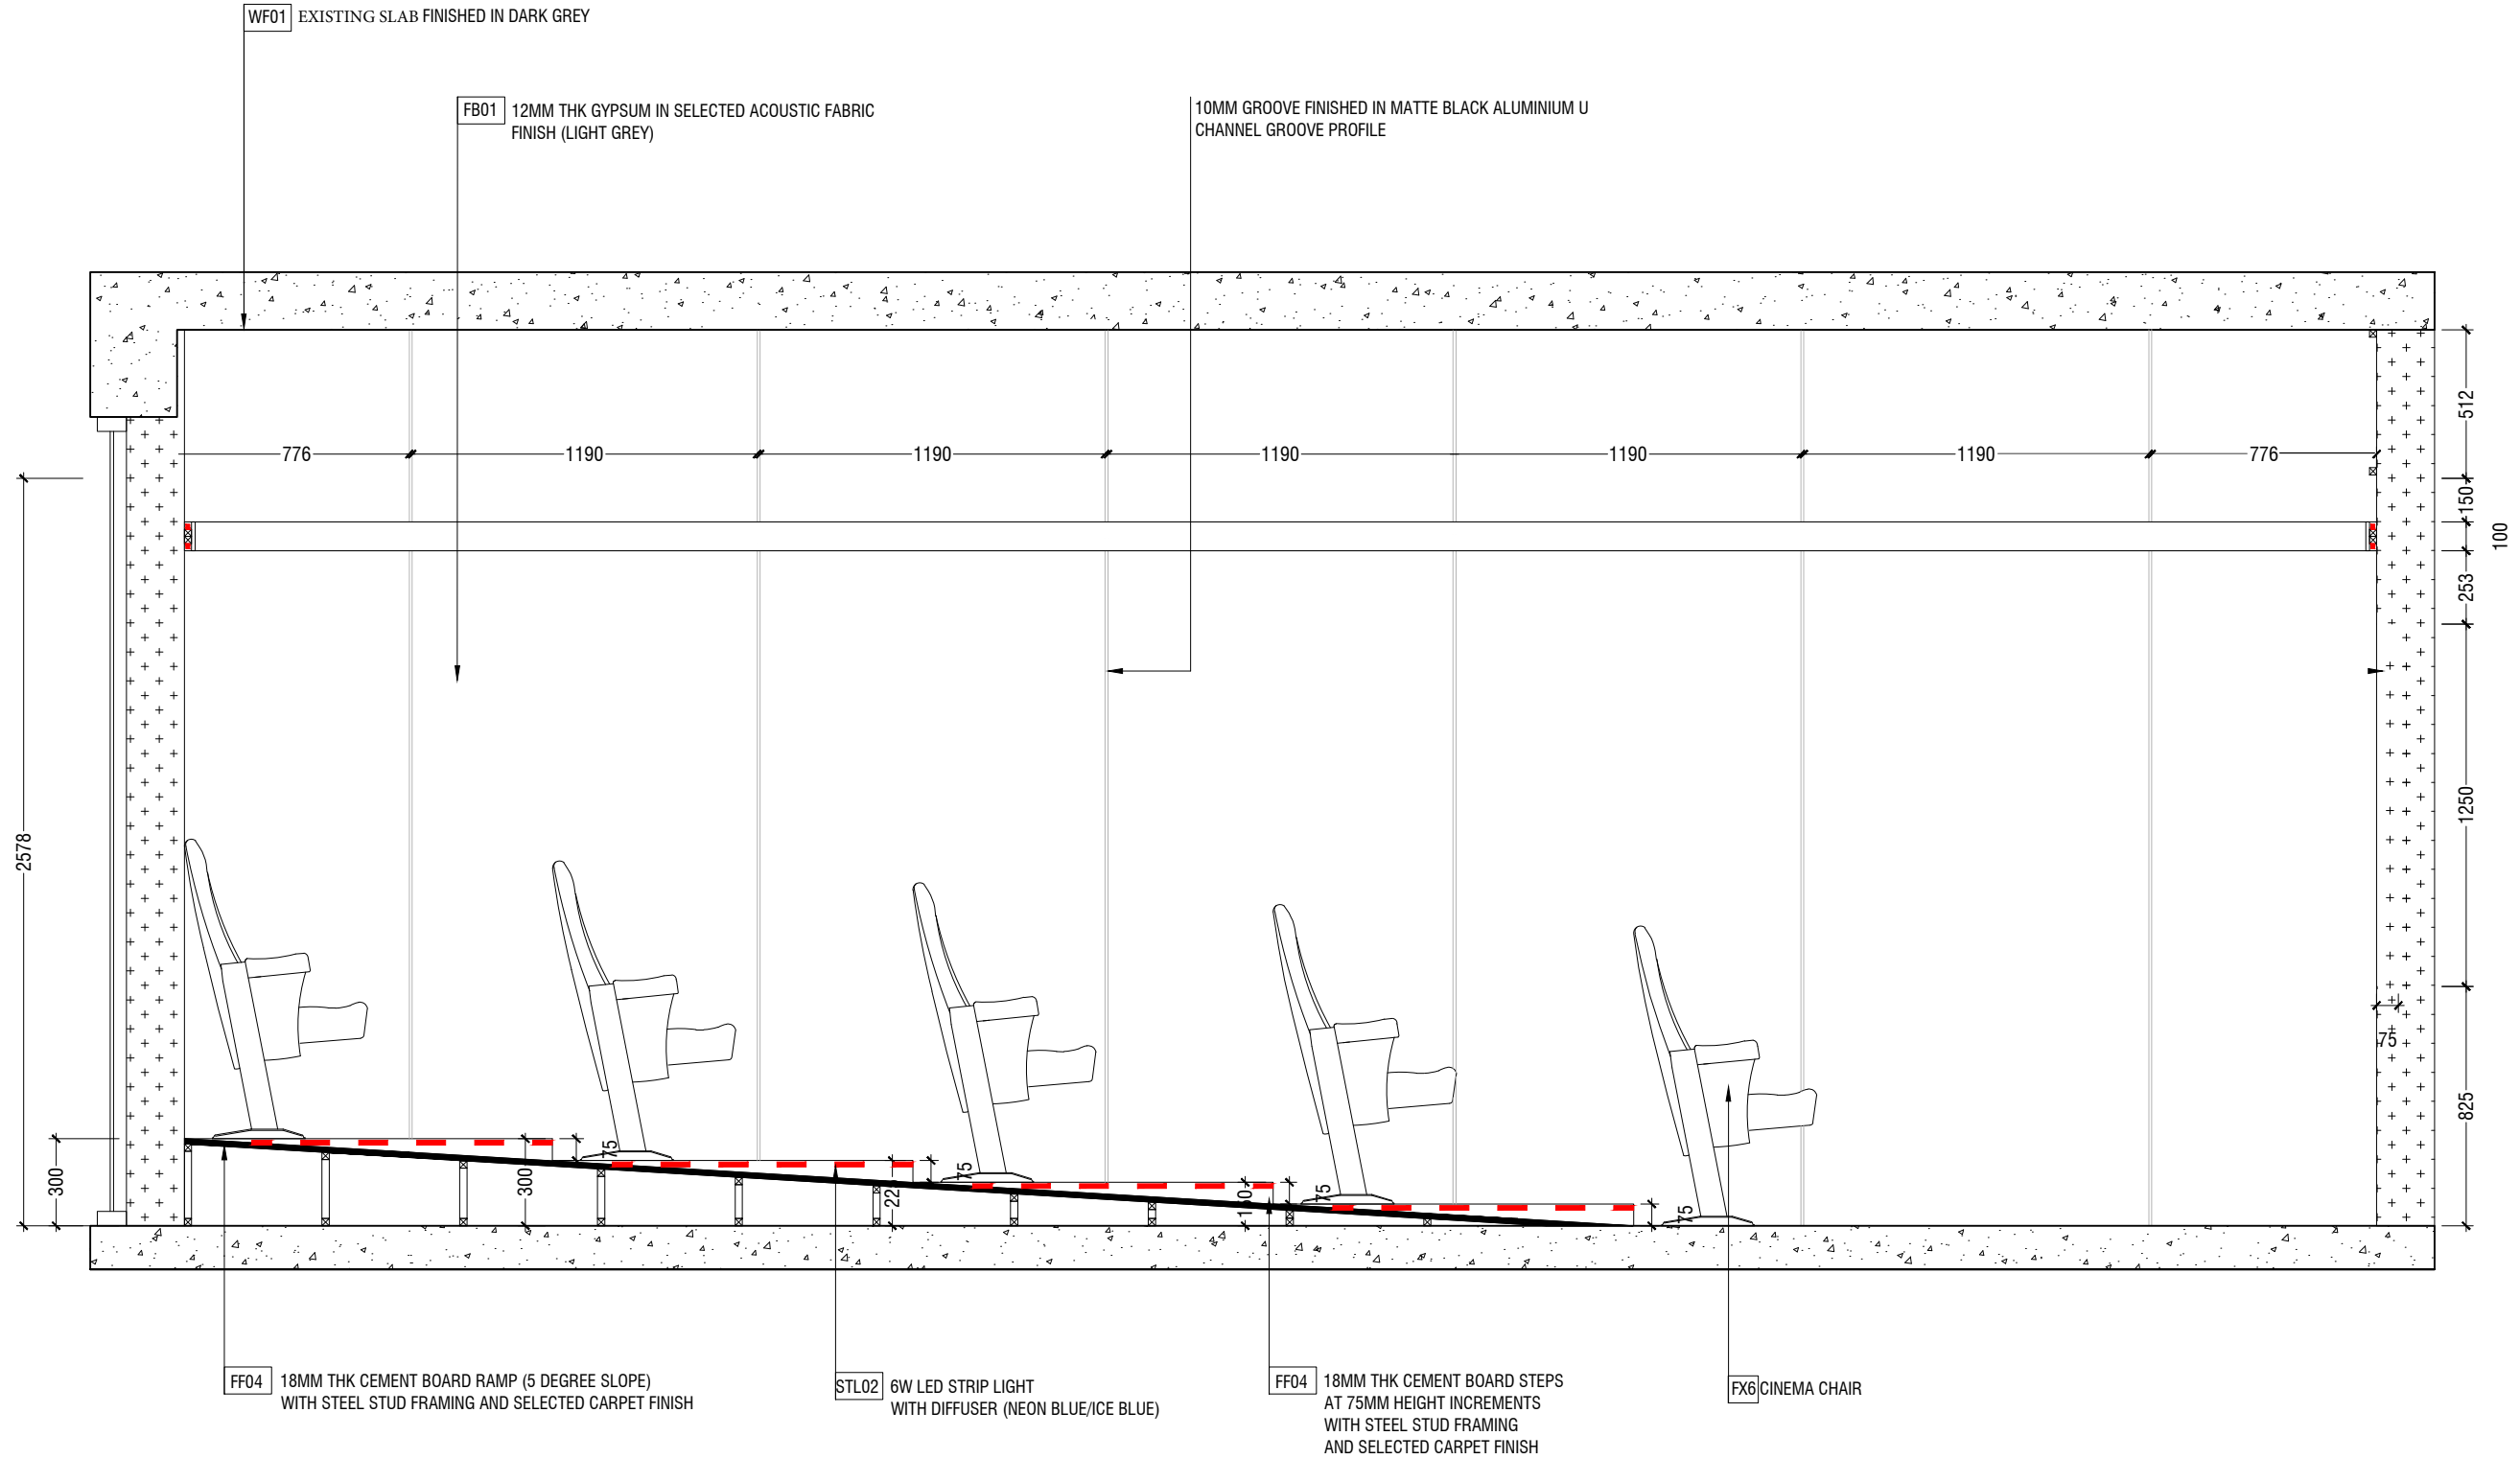 WF01 EXISTING SLAB FINISHED IN DARK GREY
FB01 12MM THK GYPSUM IN SELECTED ACOUSTIC FABRIC
FINISH (LIGHT GREY)
10MM GROOVE FINISHED IN MATTE BLACK ALUMINIUM U
CHANNEL GROOVE PROFILE
776 1190 1190 1190 1190 1190 776
512
150
100
253
1250
825
75
2578
300
300
75
75
150
75
75
FF04 18MM THK CEMENT BOARD RAMP (5 DEGREE SLOPE)
WITH STEEL STUD FRAMING AND SELECTED CARPET FINISH
STL02 6W LED STRIP LIGHT
WITH DIFFUSER (NEON BLUE/ICE BLUE)
FF04 18MM THK CEMENT BOARD STEPS
AT 75MM HEIGHT INCREMENTS
WITH STEEL STUD FRAMING
AND SELECTED CARPET FINISH
FX6 CINEMA CHAIR